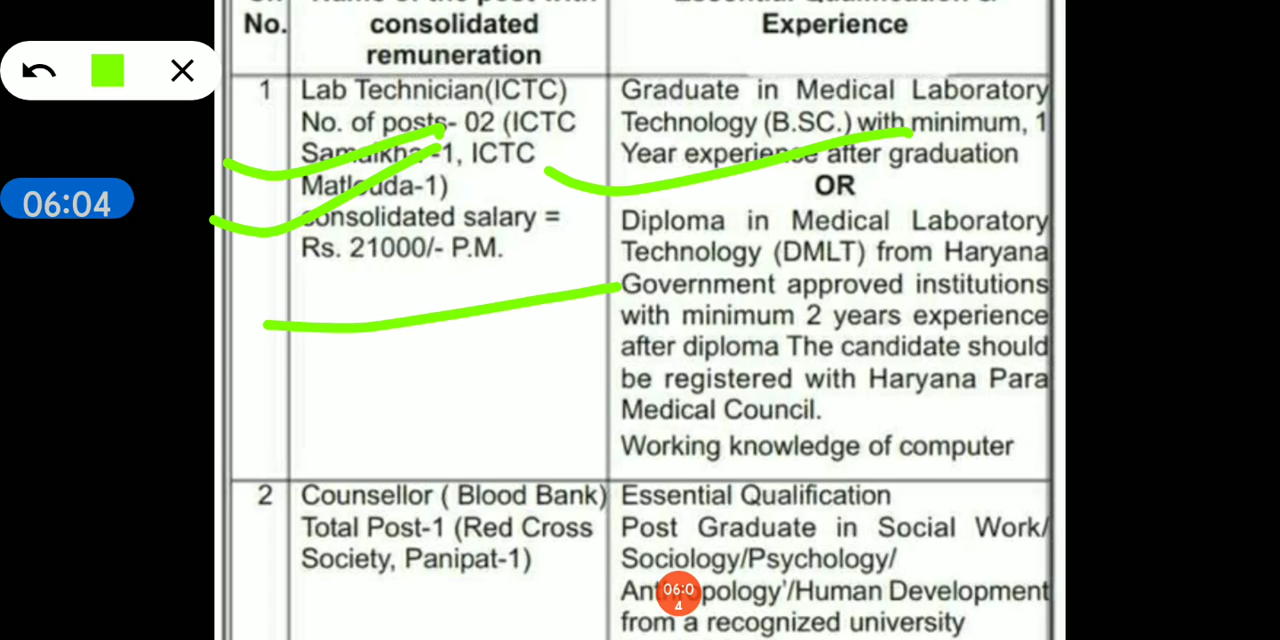 No.
consolidated
remuneration
Experience
1
Lab Technician(ICTC)
No. of posts- 02 (ICTC
Samalkha -1, ICTC
Matlouda-1)
consolidated salary =
Rs. 21000/- P.M.
Graduate in Medical Laboratory
Technology (B.SC.) with minimum, 1
Year experience after graduation
OR
Diploma in Medical Laboratory
Technology (DMLT) from Haryana
Government approved institutions
with minimum 2 years experience
after diploma The candidate should
be registered with Haryana Para
Medical Council.
Working knowledge of computer
2
Counsellor ( Blood Bank)
Total Post-1 (Red Cross
Society, Panipat-1)
Essential Qualification
Post Graduate in Social Work/
Sociology/Psychology/
Anthropology'/Human Development
from a recognized university
06:04
06:0
4